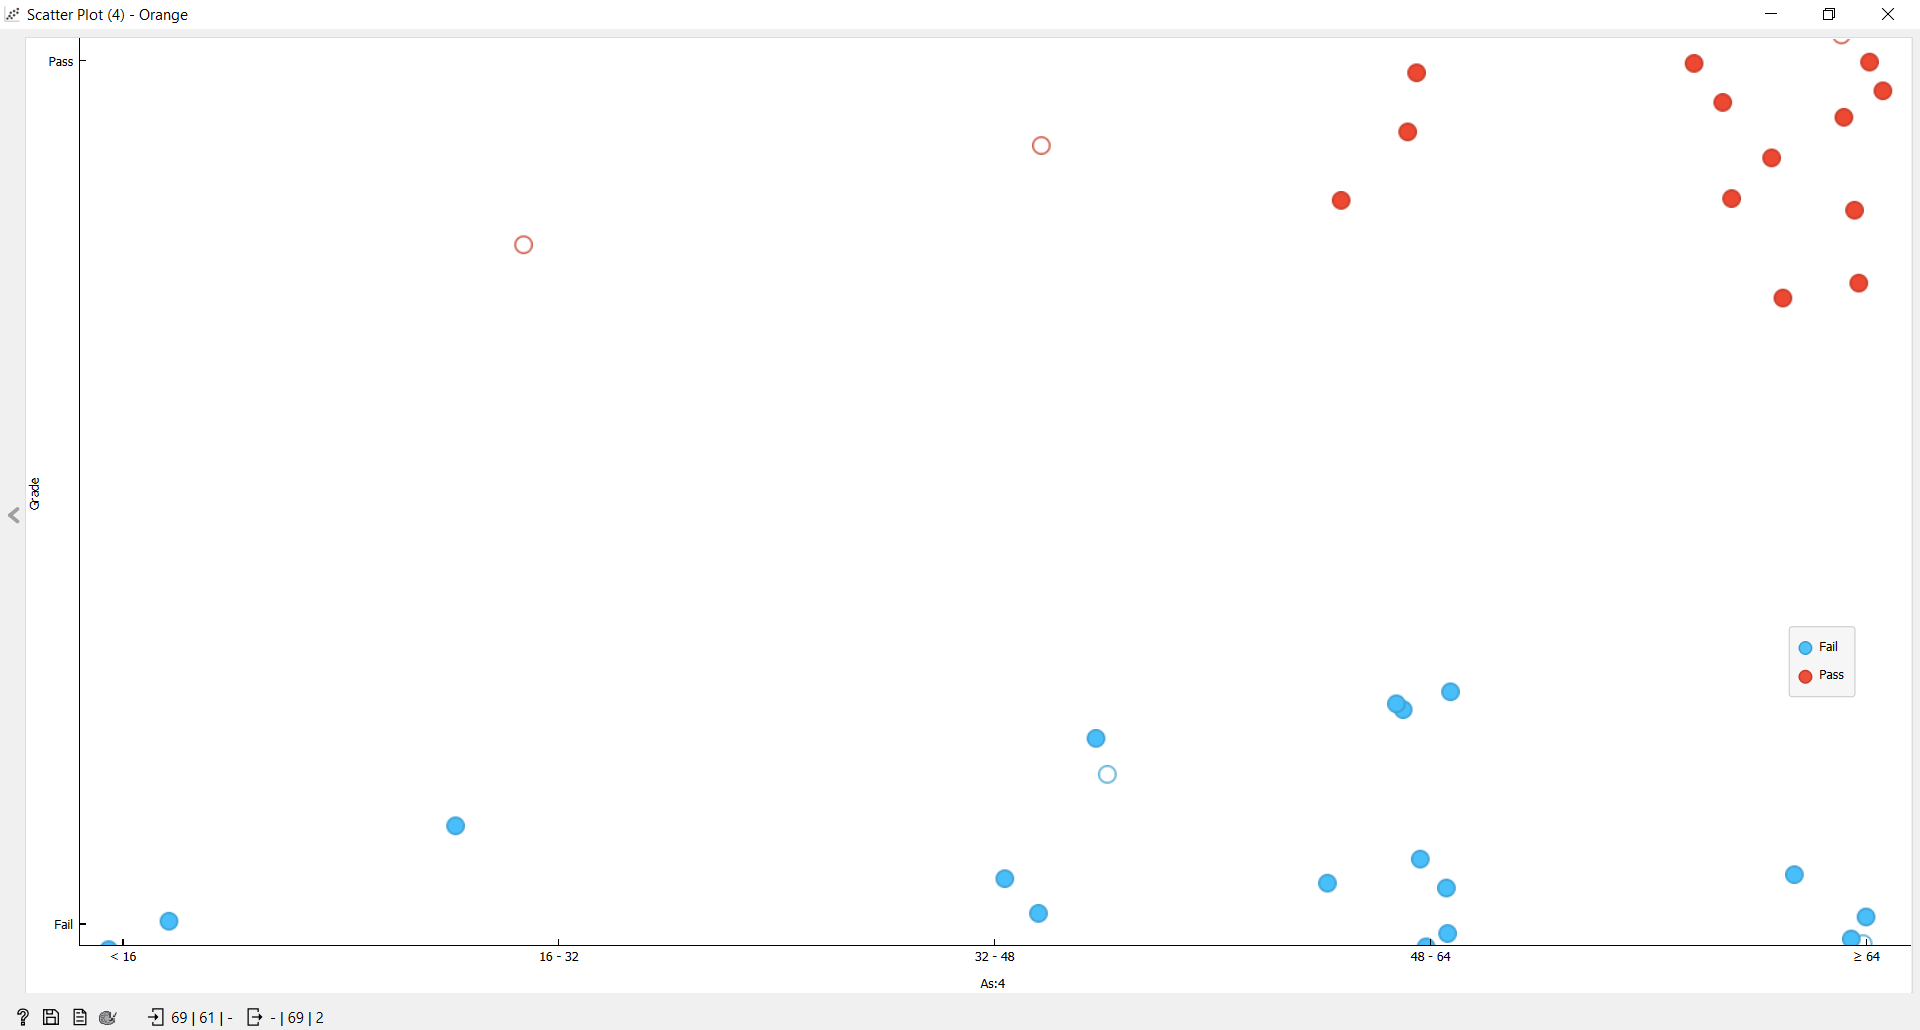 Scatter Plot (4) - Orange
Pass
Grade
Fail
Pass
Fail
< 16
16 - 32
32 - 48
48 - 64
≥ 64
As:4
? 69 | 61 | - - | 69 | 2